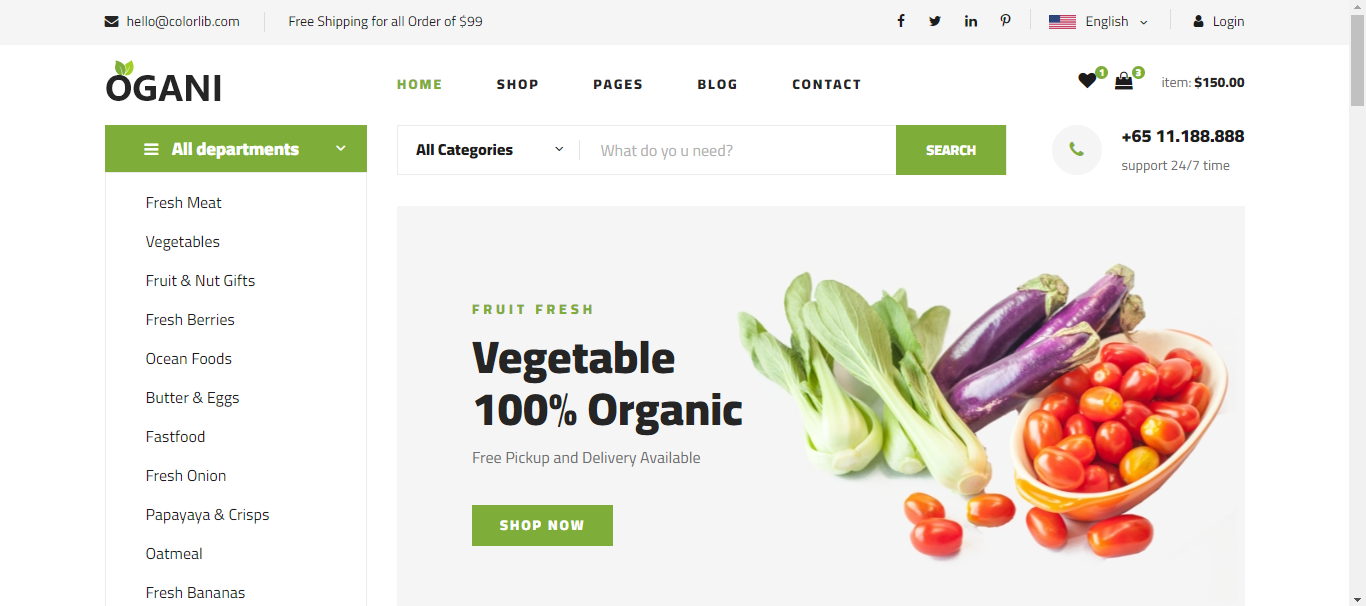 hello@colorlib.com
Free Shipping for all Order of $99
English
Login
OGANI
HOME
SHOP
PAGES
BLOG
CONTACT
1
3
item: $150.00
All departments
All Categories
What do yo u need?
SEARCH
+65 11.188.888
support 24/7 time
Fresh Meat
Vegetables
Fruit & Nut Gifts
Fresh Berries
Ocean Foods
Butter & Eggs
Fastfood
Fresh Onion
Papayaya & Crisps
Oatmeal
Fresh Bananas
FRUIT FRESH
Vegetable
100% Organic
Free Pickup and Delivery Available
SHOP NOW